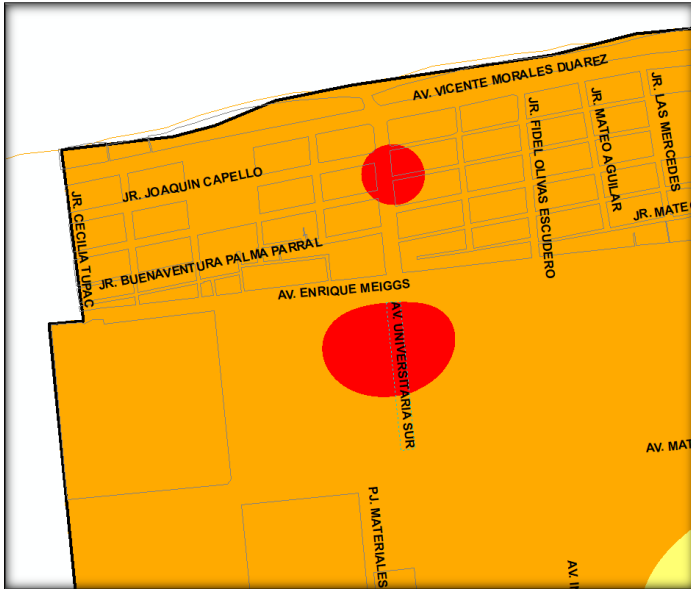 AV. VICENTE MORALES DUAREZ
JR. LAS MERCEDES
JR. MATEO AGUILAR
JR. FIDEL OLIVAS ESCUDERO
JR. JOAQUIN CAPELLO
JR. CECILIA TUPAC
JR. MATEO
JR. BUENAVENTURA PALMA PARRAL
AV. ENRIQUE MEIGGS
AV. UNIVERSITARIA SUR
AV. MAT
PJ. MATERIALES
AV. I